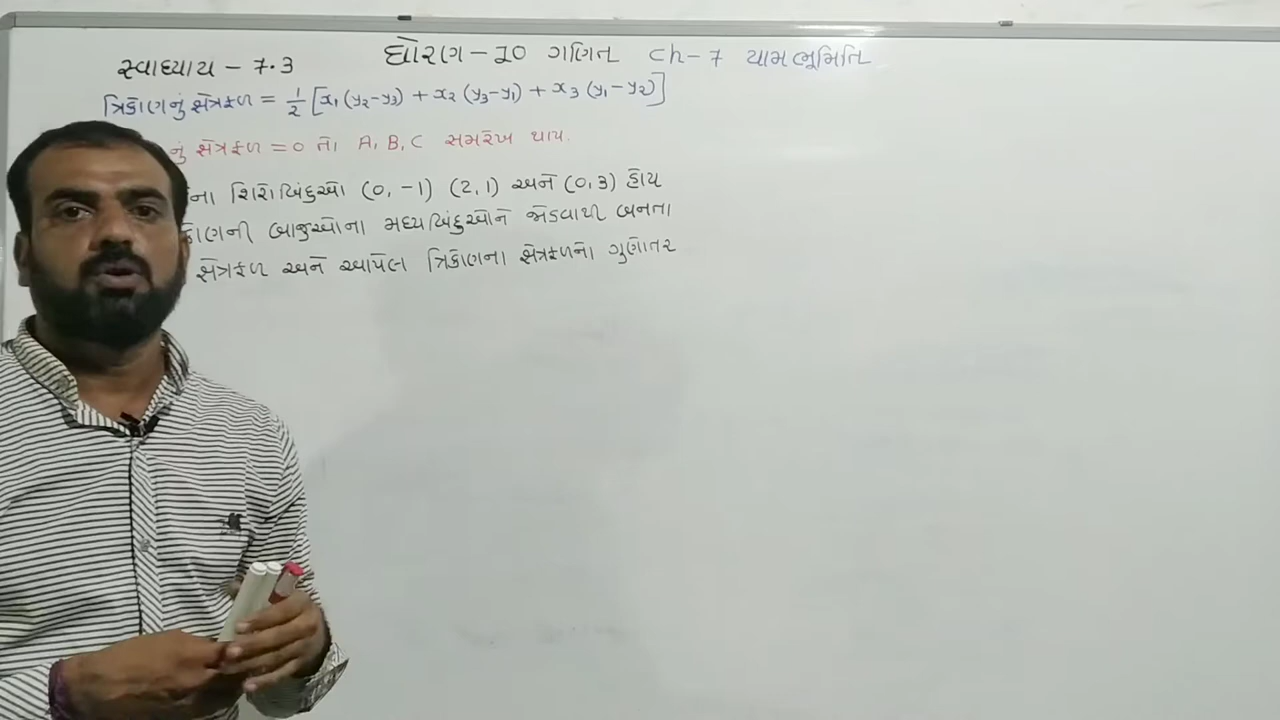 ધોરણ-10 ગણિત Ch-7 યામભૂમિતિ
સ્વાધ્યાય - 7.3
ત્રિકોણનું ક્ષેત્રફળ = 1/2 [x₁(y₂-y₃) + x₂(y₃-y₁) + x₃(y₁-y₂)]
નું ક્ષેત્રફળ = 0 તો A, B, C સમરેખ થાય.
ના શિરોબિંદુઓ (0, -1) (2, 1) અને (0, 3) હોય
કોણની બાજુઓના મધ્યબિંદુઓને જોડવાથી બનતા
ક્ષેત્રફળ અને આપેલ ત્રિકોણના ક્ષેત્રફળનો ગુણોતર